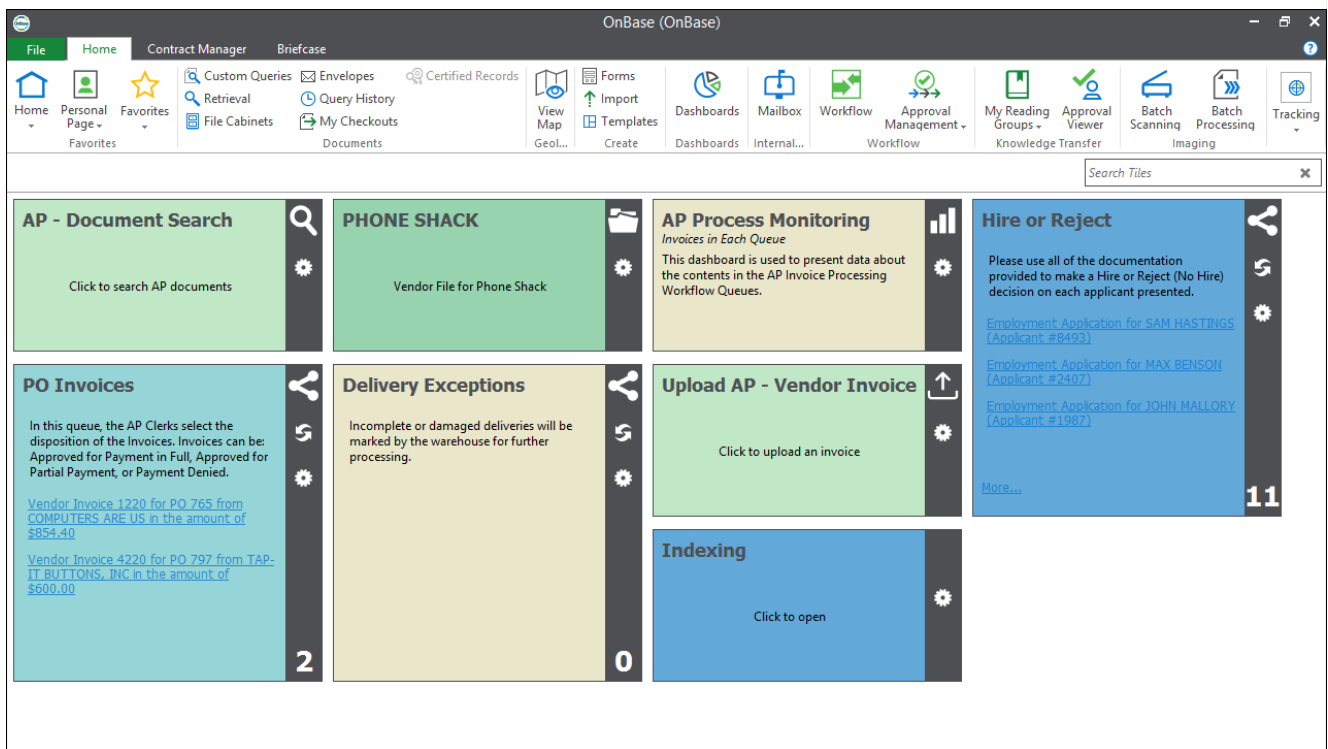 OnBase (OnBase)
File Home Contract Manager Briefcase
Home
Personal
Page
Favorites
Favorites
Custom Queries
Retrieval
File Cabinets
Envelopes
Query History
My Checkouts
Certified Records
Documents
View
Map
Geol...
Forms
Import
Templates
Create
Dashboards
Dashboards
Mailbox
Internal...
Workflow
Approval
Management
Workflow
My Reading
Groups
Approval
Viewer
Knowledge Transfer
Batch
Scanning
Batch
Processing
Imaging
Tracking
Search Tiles
AP - Document Search
Click to search AP documents
PHONE SHACK
Vendor File for Phone Shack
AP Process Monitoring
Invoices in Each Queue
This dashboard is used to present data about
the contents in the AP Invoice Processing
Workflow Queues.
Hire or Reject
Please use all of the documentation
provided to make a Hire or Reject (No Hire)
decision on each applicant presented.
Employment Application for SAM HASTINGS
(Applicant #8493)
Employment Application for MAX BENSON
(Applicant #2407)
Employment Application for JOHN MALLORY
(Applicant #1987)
More...
11
PO Invoices
In this queue, the AP Clerks select the
disposition of the Invoices. Invoices can be:
Approved for Payment in Full, Approved for
Partial Payment, or Payment Denied.
Vendor Invoice 1220 for PO 765 from
COMPUTERS ARE US in the amount of
$854.40
Vendor Invoice 4220 for PO 797 from TAP-
IT BUTTONS, INC in the amount of
$600.00
2
Delivery Exceptions
Incomplete or damaged deliveries will be
marked by the warehouse for further
processing.
0
Upload AP - Vendor Invoice
Click to upload an invoice
Indexing
Click to open